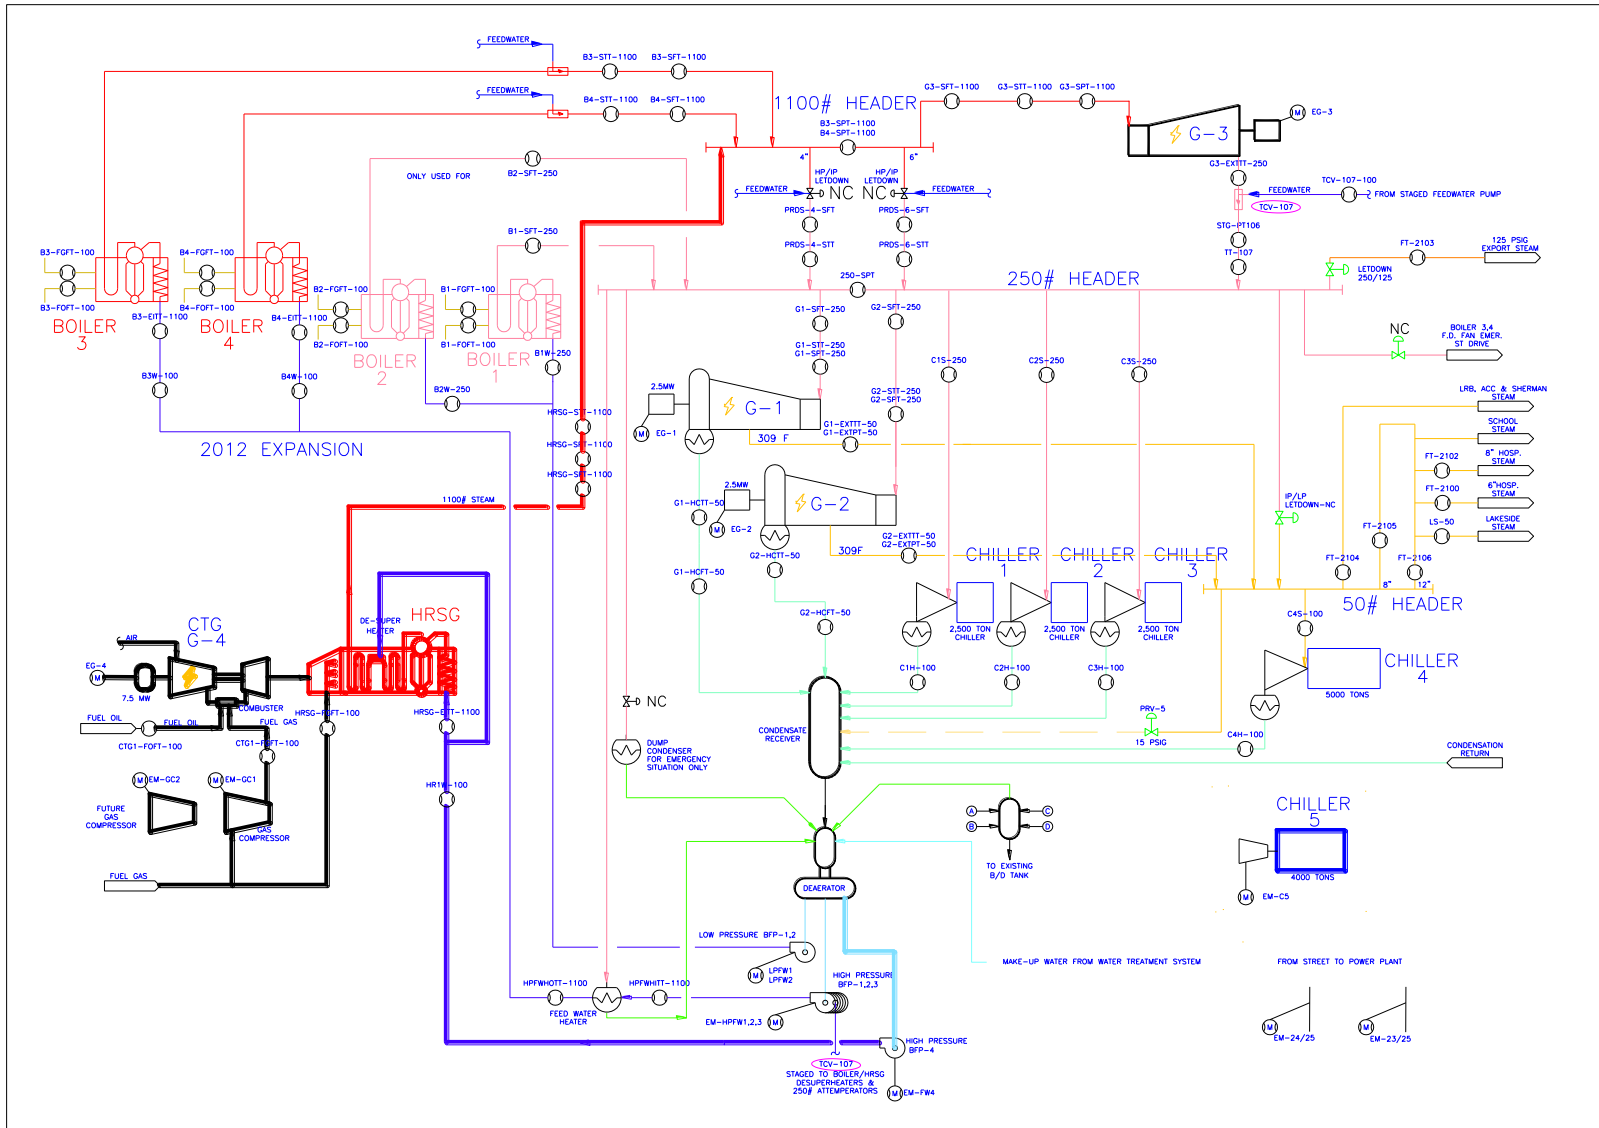 FEEDWATER
B3-STT-1100
B3-SFT-1100
FEEDWATER
B4-STT-1100
B4-SFT-1100
1100# HEADER
B3-SPT-1100
B4-SPT-1100
G3-SFT-1100
G3-STT-1100
G3-SPT-1100
G-3
M
EG-3
4"
6"
ONLY USED FOR
B2-SFT-250
HP/IP
LETDOWN
FEEDWATER
NC
HP/IP
LETDOWN
NC
FEEDWATER
G3-EXTTT-250
FEEDWATER
TCV-107-100
FROM STAGED FEEDWATER PUMP
TCV-107
PRDS-4-SFT
PRDS-6-SFT
STG-PT106
PRDS-4-STT
PRDS-6-STT
TT-107
B1-SFT-250
250-SPT
250# HEADER
FT-2103
125 PSIG
EXPORT STEAM
LETDOWN
250/125
B3-FGFT-100
B3-FOFT-100
B4-FGFT-100
B4-FOFT-100
B2-FGFT-100
B2-FOFT-100
B1-FGFT-100
B1-FOFT-100
BOILER
3
B3-EITT-1100
BOILER
4
B4-EITT-1100
BOILER
2
BOILER
1
B1W-250
B3W-100
B4W-100
B2W-250
G1-SFT-250
G2-SFT-250
G1-STT-250
G1-SPT-250
C1S-250
C2S-250
C3S-250
G2-STT-250
G2-SPT-250
NC
BOILER 3,4
F.D. FAN EMER.
ST DRIVE
2.5MW
G-1
M
EG-1
309 F
G1-EXTTT-50
G1-EXTPT-50
LRB, ACC & SHERMAN
STEAM
SCHOOL
STEAM
FT-2102
8" HOSP.
STEAM
FT-2100
6"HOSP.
STEAM
LS-50
LAKESIDE
STEAM
2012 EXPANSION
HRSG-STT-1100
HRSG-SPT-1100
HRSG-SFT-1100
1100# STEAM
2.5MW
G-2
M
EG-2
309F
G1-HCTT-50
G2-HCTT-50
G2-EXTTT-50
G2-EXTPT-50
G1-HCFT-50
G2-HCFT-50
IP/LP
LETDOWN-NC
FT-2105
FT-2104
FT-2106
8"
12"
50# HEADER
CHILLER
1
CHILLER
2
CHILLER
3
2,500 TON
CHILLER
2,500 TON
CHILLER
2,500 TON
CHILLER
C4S-100
CHILLER
4
5000 TONS
C1H-100
C2H-100
C3H-100
C4H-100
CTG
G-4
AIR
EG-4
M
7.5 MW
COMBUSTER
DE-SUPER
HEATER
HRSG
FUEL OIL
FUEL OIL
CTG1-FOFT-100
FUEL GAS
CTG1-FGFT-100
HRSG-FGFT-100
HRSG-EITT-1100
HR1W-100
M
EM-GC2
M
EM-GC1
FUTURE
GAS
COMPRESSOR
GAS
COMPRESSOR
FUEL GAS
NC
DUMP
CONDENSER
FOR EMERGENCY
SITUATION ONLY
CONDENSATE
RECEIVER
PRV-5
15 PSIG
CONDENSATION
RETURN
A
B
C
D
TO EXISTING
B/D TANK
CHILLER
5
4000 TONS
M
EM-C5
DEAERATOR
LOW PRESSURE BFP-1,2
M
LPFW1
LPFW2
HIGH PRESSURE
BFP-1,2,3
HPFWHOTT-1100
HPFWHITT-1100
FEED WATER
HEATER
EM-HPFW1,2,3
M
MAKE-UP WATER FROM WATER TREATMENT SYSTEM
FROM STREET TO POWER PLANT
M
EM-24/25
M
EM-23/25
HIGH PRESSURE
BFP-4
TCV-107
STAGED TO BOILER/HRSG
DESUPERHEATERS &
250# ATTEMPERATORS
M
EM-FW4